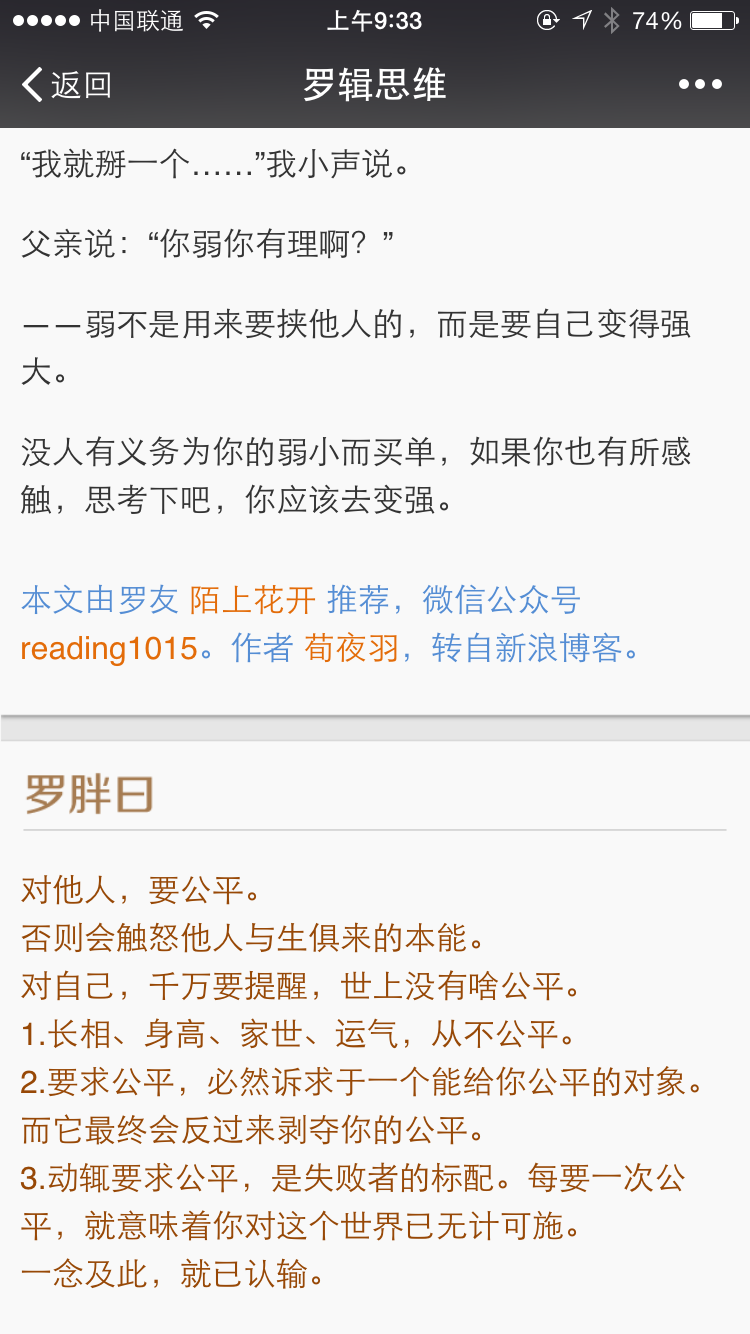 中国联通 上午9:33 74%
返回 罗辑思维
“我就掰一个……”我小声说。
父亲说：“你弱你有理啊？”
——弱不是用来要挟他人的，而是要自己变得强
大。
没人有义务为你的弱小而买单，如果你也有所感
触，思考下吧，你应该去变强。
本文由罗友 陌上花开 推荐，微信公众号
reading1015。作者 荀夜羽，转自新浪博客。
罗胖曰
对他人，要公平。
否则会触怒他人与生俱来的本能。
对自己，千万要提醒，世上没有啥公平。
1.长相、身高、家世、运气，从不公平。
2.要求公平，必然诉求于一个能给你公平的对象。
而它最终会反过来剥夺你的公平。
3.动辄要求公平，是失败者的标配。每要一次公
平，就意味着你对这个世界已无计可施。
一念及此，就已认输。